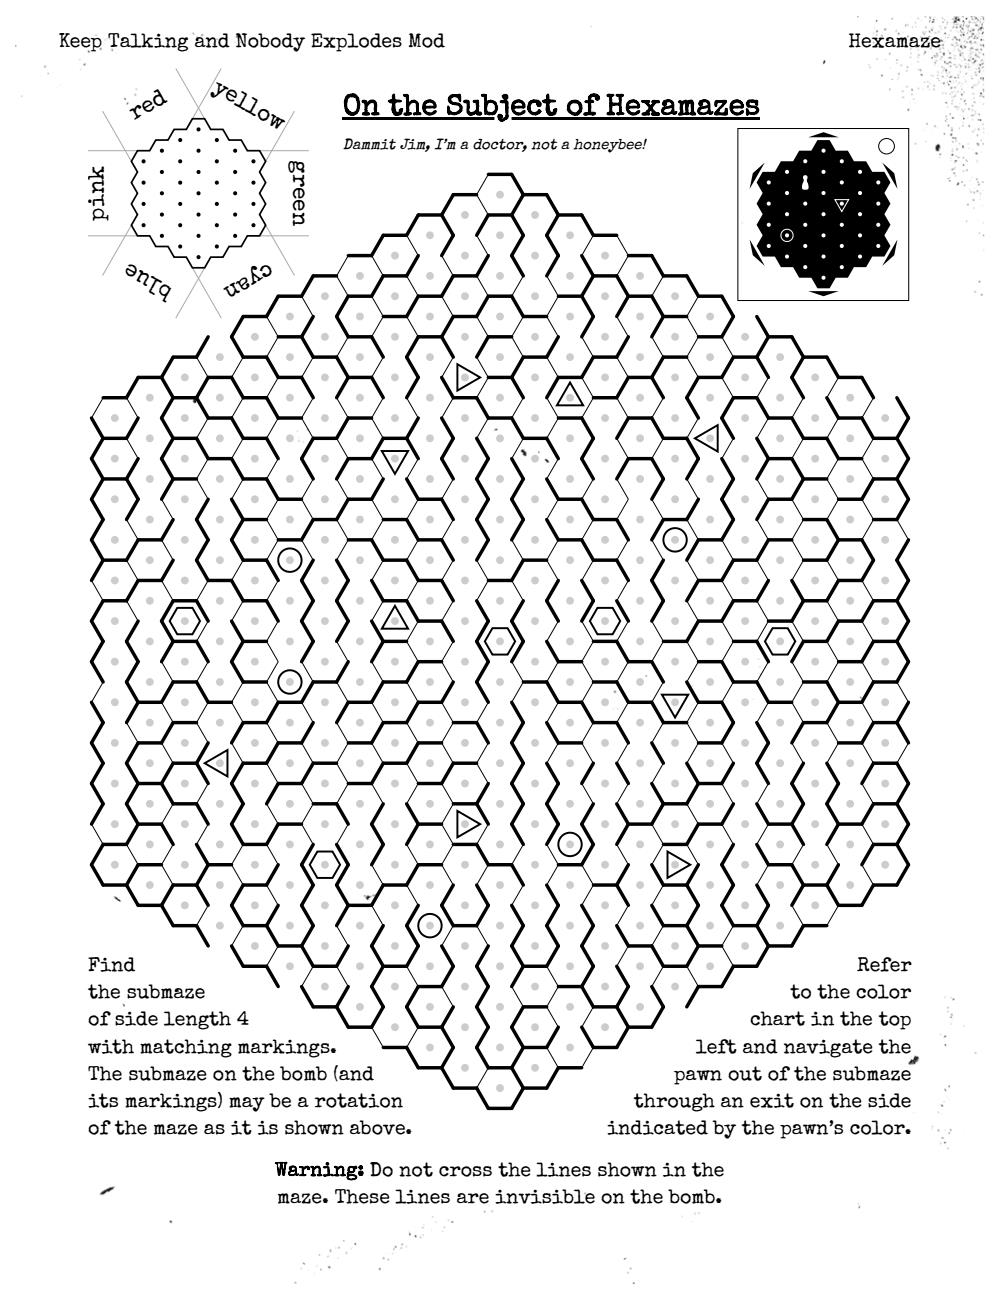 Keep Talking and Nobody Explodes Mod
Hexamaze
red
yellow
green
cyan
blue
pink
On the Subject of Hexamazes
Dammit Jim, I'm a doctor, not a honeybee!
Find
the submaze
of side length 4
with matching markings.
The submaze on the bomb (and
its markings) may be a rotation
of the maze as it is shown above.
Refer
to the color
chart in the top
left and navigate the
pawn out of the submaze
through an exit on the side
indicated by the pawn's color.
Warning: Do not cross the lines shown in the
maze. These lines are invisible on the bomb.